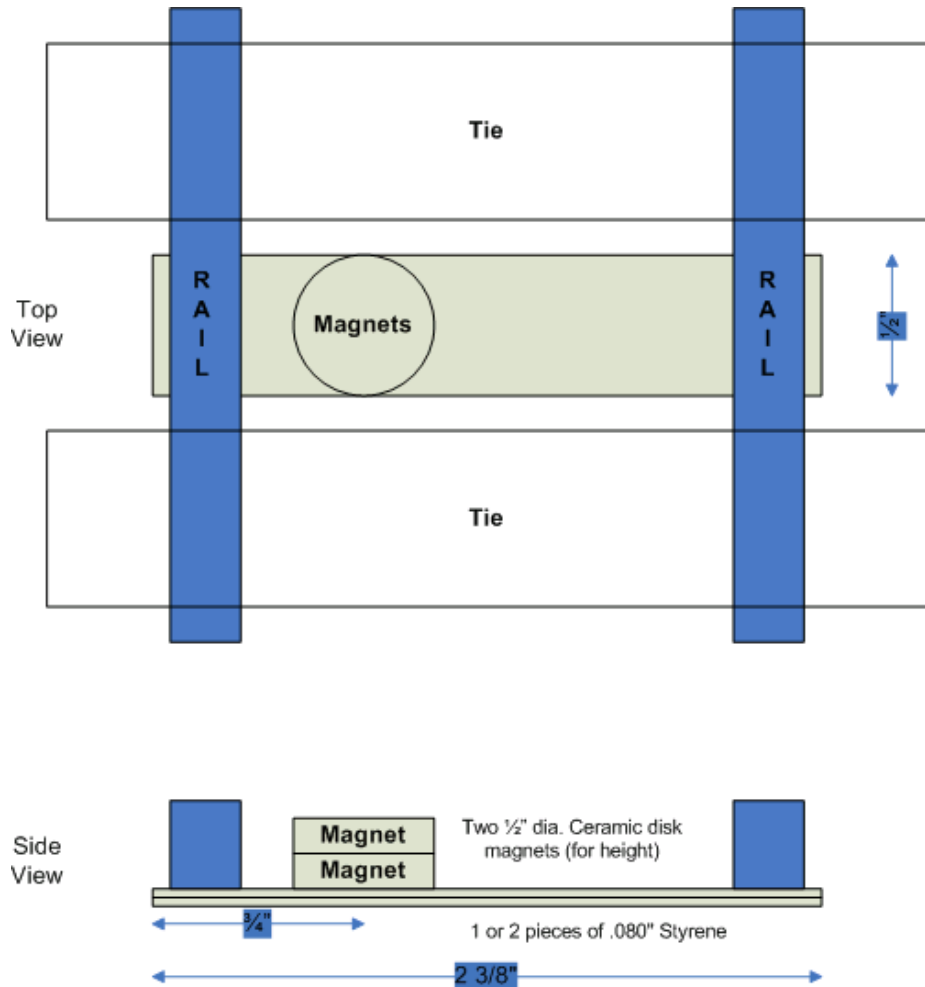 Tie
R
A
I
L
R
A
I
L
Top
View
Magnets
½"
Tie
Side
View
Magnet
Magnet
Two ½” dia. Ceramic disk
magnets (for height)
¾"
1 or 2 pieces of .080" Styrene
2 3/8"